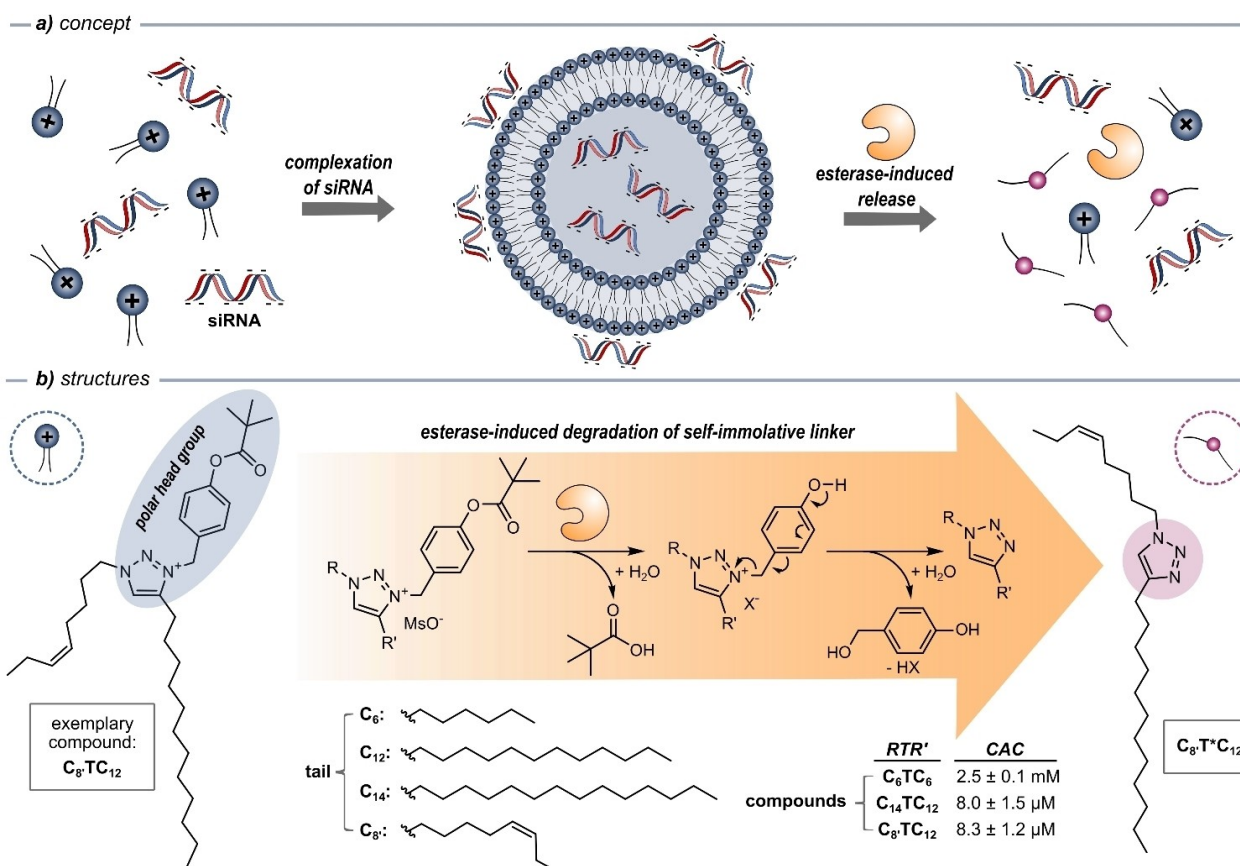 a) concept
complexation
of siRNA
esterase-induced
release
siRNA
b) structures
polar head group
esterase-induced degradation of self-immolative linker
O
O
N
N
N+
O
O
R
N
N
N+
R'
MsO-
+ H2O
O
OH
O-H
R
N
N
N+
R'
X-
+ H2O
HO
OH
- HX
R
N
N
N
R'
N
N
N
exemplary
compound:
C8'TC12
tail
C6:
C12:
C14:
C8':
compounds
RTR' CAC
C6TC6 2.5 ± 0.1 mM
C14TC12 8.0 ± 1.5 µM
C8'TC12 8.3 ± 1.2 µM
C8'T*C12